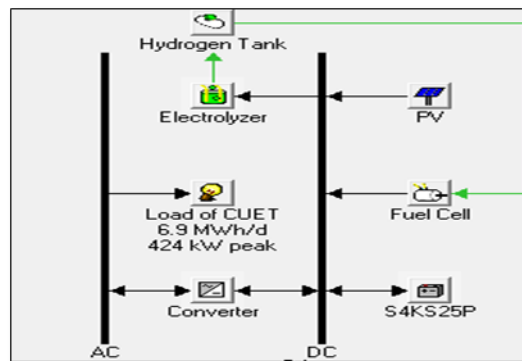 Hydrogen Tank
Electrolyzer
PV
Load of CUET
6.9 MWh/d
424 kW peak
Fuel Cell
Converter
S4KS25P
AC
DC